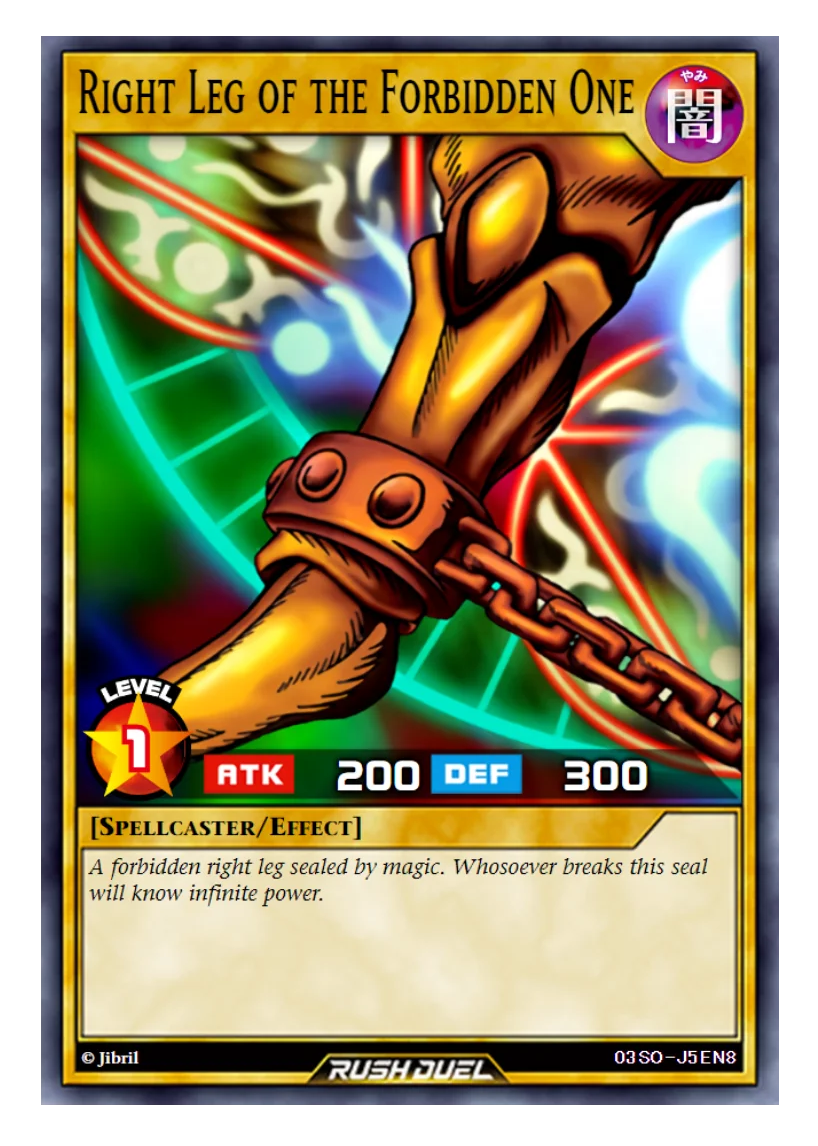 RIGHT LEG OF THE FORBIDDEN ONE
やみ
闇
LEVEL
1
ATK 200 DEF 300
[SPELLCASTER/EFFECT]
A forbidden right leg sealed by magic. Whosoever breaks this seal
will know infinite power.
© Jibril
RUSH DUEL
03SO-J5EN8